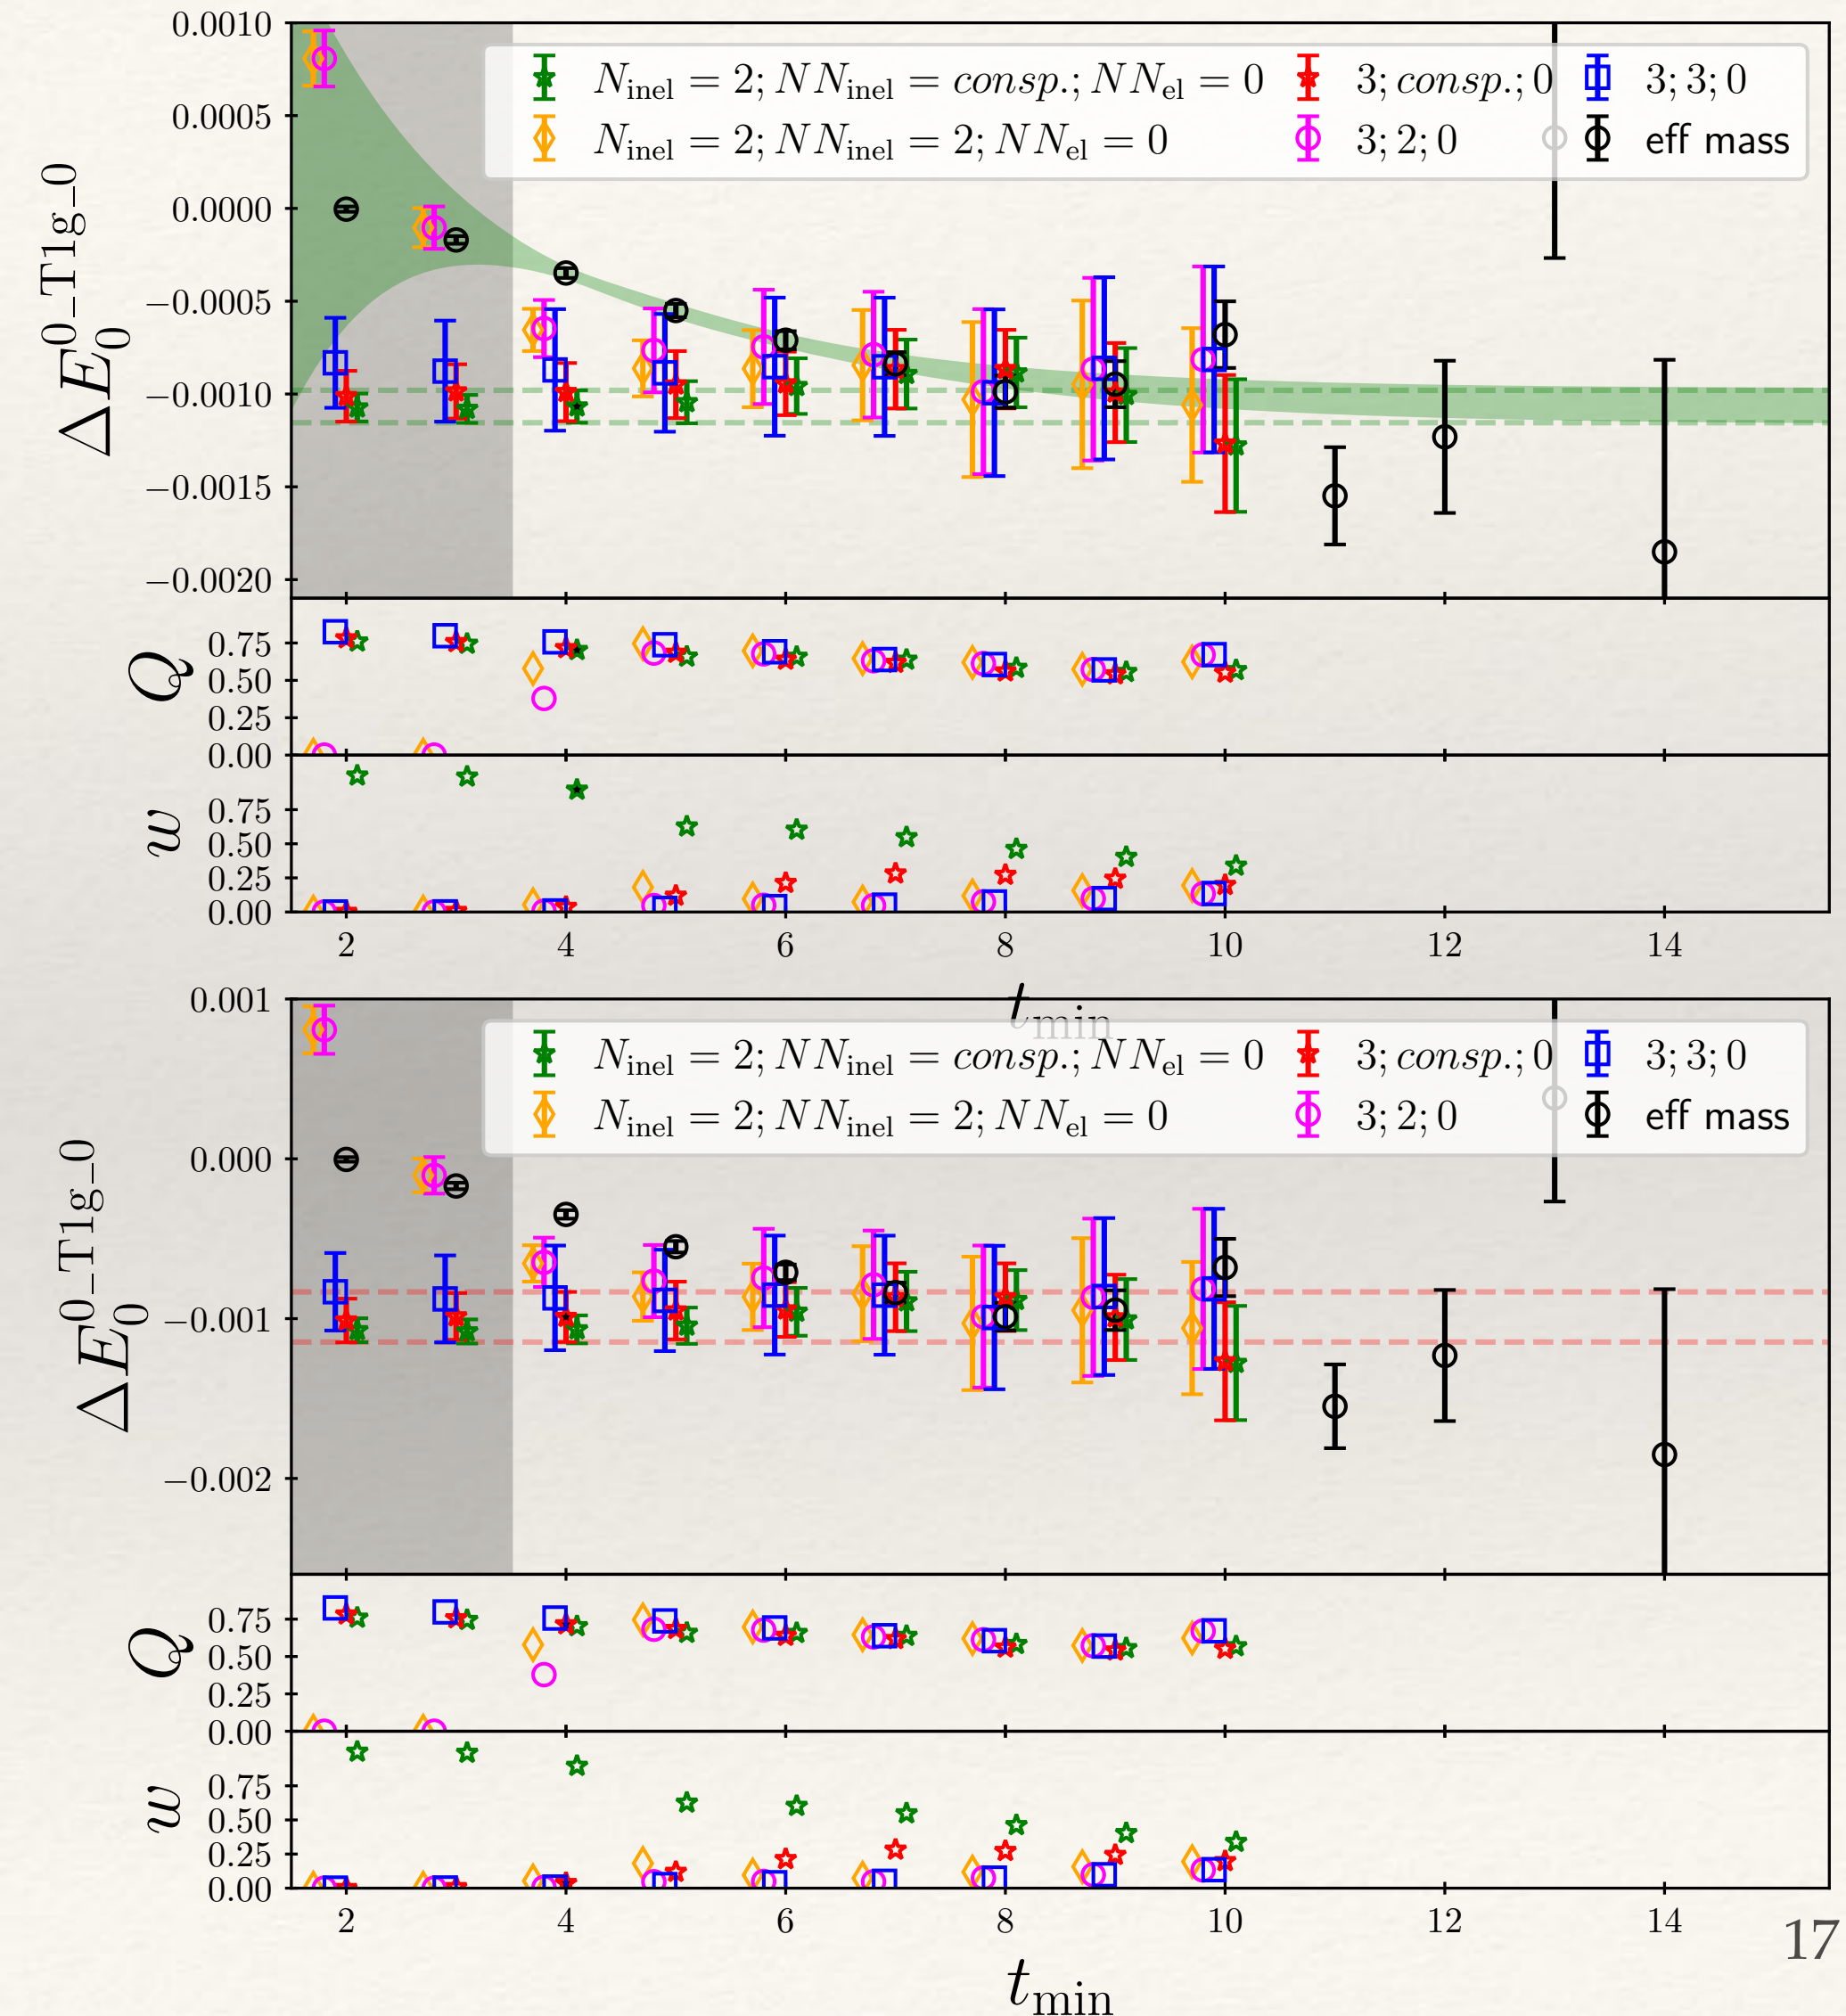 0.0010
0.0005
0.0000
−0.0005
−0.0010
−0.0015
−0.0020
ΔE₀^{0_T1g_0}
N_inel = 2; NN_inel = consp.; NN_el = 0
3; consp.; 0
3; 3; 0
N_inel = 2; NN_inel = 2; NN_el = 0
3; 2; 0
eff mass
Q
0.75
0.50
0.25
0.00
w
0.75
0.50
0.25
0.00
2 4 6 8 10 12 14
t_min
0.001
0.000
−0.001
−0.002
ΔE₀^{0_T1g_0}
N_inel = 2; NN_inel = consp.; NN_el = 0
3; consp.; 0
3; 3; 0
N_inel = 2; NN_inel = 2; NN_el = 0
3; 2; 0
eff mass
Q
0.75
0.50
0.25
0.00
w
0.75
0.50
0.25
0.00
2 4 6 8 10 12 14
t_min
17